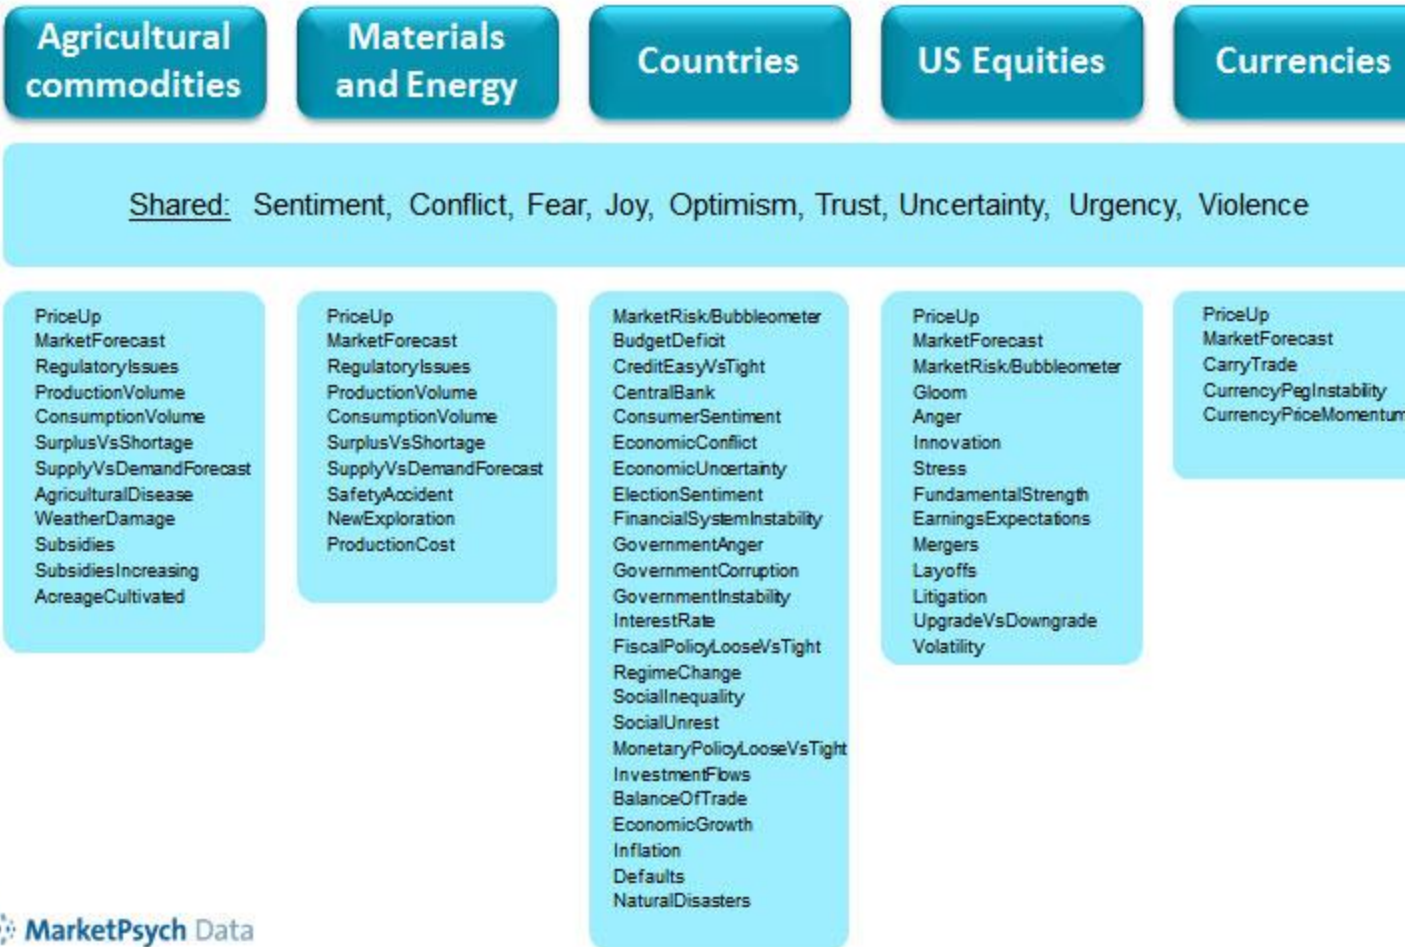 Agricultural
commodities
Materials
and Energy
Countries
US Equities
Currencies
Shared: Sentiment, Conflict, Fear, Joy, Optimism, Trust, Uncertainty, Urgency, Violence
PriceUp
MarketForecast
RegulatoryIssues
ProductionVolume
ConsumptionVolume
SurplusVsShortage
SupplyVsDemandForecast
AgriculturalDisease
WeatherDamage
Subsidies
SubsidiesIncreasing
AcreageCultivated
PriceUp
MarketForecast
RegulatoryIssues
ProductionVolume
ConsumptionVolume
SurplusVsShortage
SupplyVsDemandForecast
SafetyAccident
NewExploration
ProductionCost
MarketRisk/Bubbleometer
BudgetDeficit
CreditEasyVsTight
CentralBank
ConsumerSentiment
EconomicConflict
EconomicUncertainty
ElectionSentiment
FinancialSystemInstability
GovernmentAnger
GovernmentCorruption
GovernmentInstability
InterestRate
FiscalPolicyLooseVsTight
RegimeChange
SocialInequality
SocialUnrest
MonetaryPolicyLooseVsTight
InvestmentFlows
BalanceOfTrade
EconomicGrowth
Inflation
Defaults
NaturalDisasters
PriceUp
MarketForecast
MarketRisk/Bubbleometer
Gloom
Anger
Innovation
Stress
FundamentalStrength
EarningsExpectations
Mergers
Layoffs
Litigation
UpgradeVsDowngrade
Volatility
PriceUp
MarketForecast
CarryTrade
CurrencyPegInstability
CurrencyPriceMomentum
MarketPsych Data